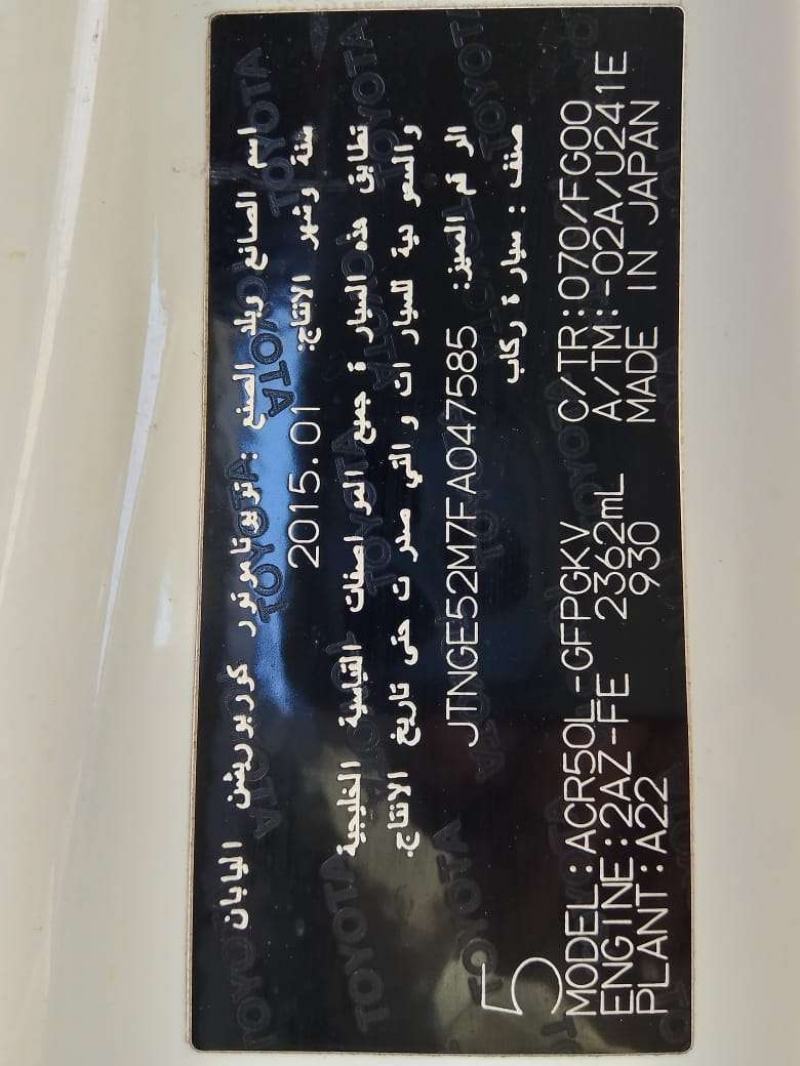 اسم الصانع وبلد الصنع : تويوتا موتور كوربوريشن اليابان
سنة وشهر الانتاج: 2015.01
تطابق هذه السيارة جميع المواصفات القياسية الخليجية
والسعودية للسيارات والتي صدرت حتى تاريخ الانتاج.
الرقم المميز: JTNGE52M7FA047585
صنف : سيارة ركاب
5
MODEL:ACR50L-GFPGKV C/TR:070/FG00
ENGINE:2AZ-FE 2362mL A/TM:-02A/U241E
PLANT:A22 930 MADE IN JAPAN